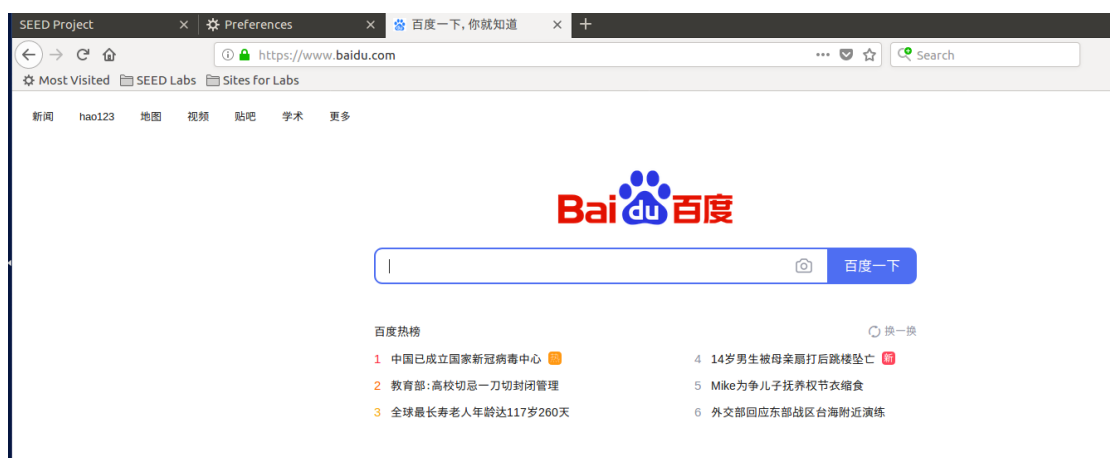 SEED Project Preferences 百度一下，你就知道
https://www.baidu.com Search
Most Visited SEED Labs Sites for Labs
新闻 hao123 地图 视频 贴吧 学术 更多
Bai du 百度
百度一下
百度热榜 换一换
1 中国已成立国家新冠病毒中心
4 14岁男生被母亲扇打后跳楼坠亡 新
2 教育部:高校切忌一刀切封闭管理
5 Mike为争儿子抚养权节衣缩食
3 全球最长寿老人年龄达117岁260天
6 外交部回应东部战区台海附近演练